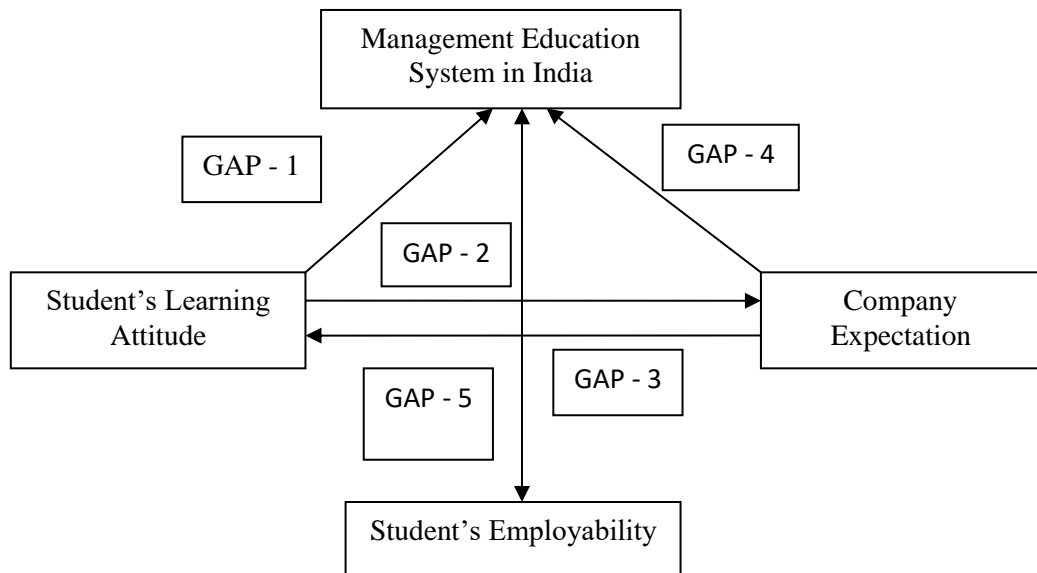 Management Education
System in India
GAP - 1
GAP - 4
GAP - 2
Student’s Learning
Attitude
Company
Expectation
GAP - 3
GAP - 5
Student’s Employability